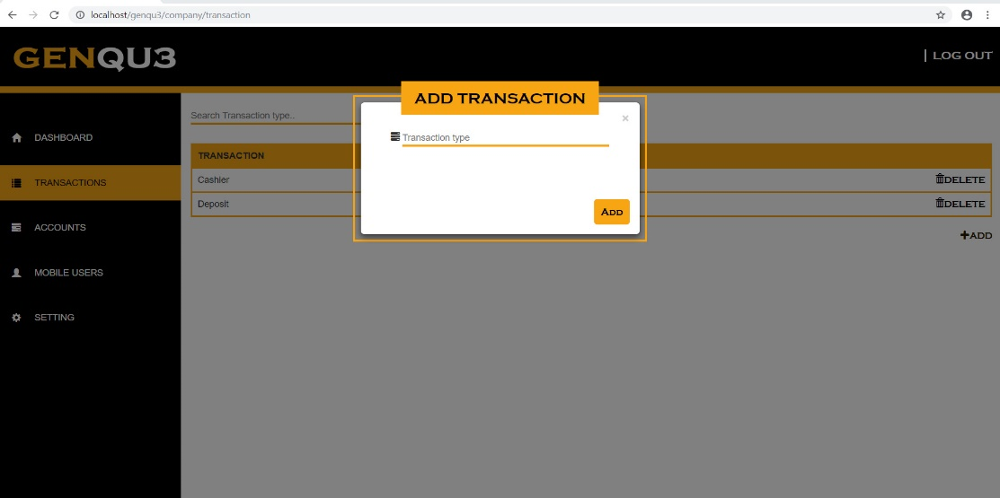 localhost/genqu3/company/transaction
GENQU3
LOG OUT
ADD TRANSACTION
×
Search Transaction type..
Transaction type
DASHBOARD
TRANSACTION
TRANSACTIONS
Cashier
DELETE
Deposit
DELETE
Add
ACCOUNTS
ADD
MOBILE USERS
SETTING